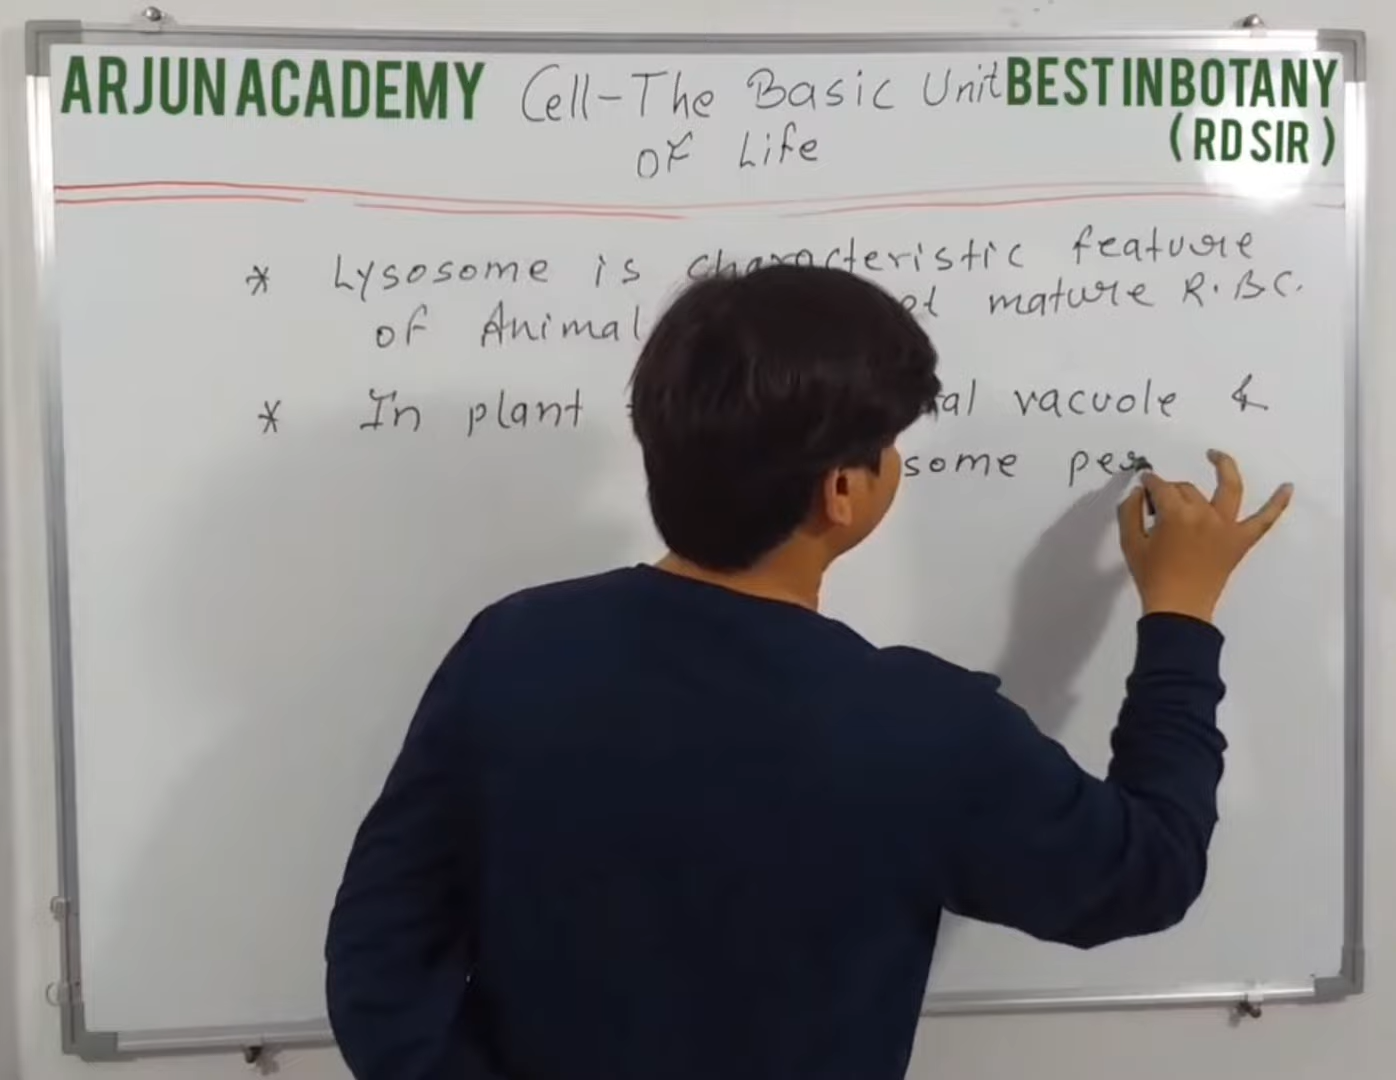 ARJUN ACADEMY
Cell-The Basic Unit
of Life
BEST IN BOTANY
(RD SIR)
* Lysosome is characteristic feature
of Animal mature R.B.C.
* In plant vacuole &
some per